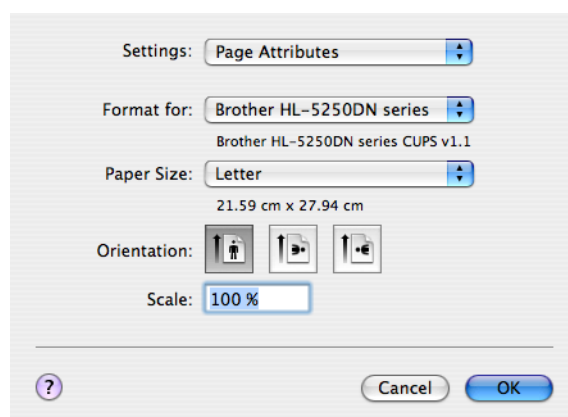 Settings: Page Attributes
Format for: Brother HL-5250DN series
Brother HL-5250DN series CUPS v1.1
Paper Size: Letter
21.59 cm x 27.94 cm
Orientation:
Scale: 100 %
? Cancel OK